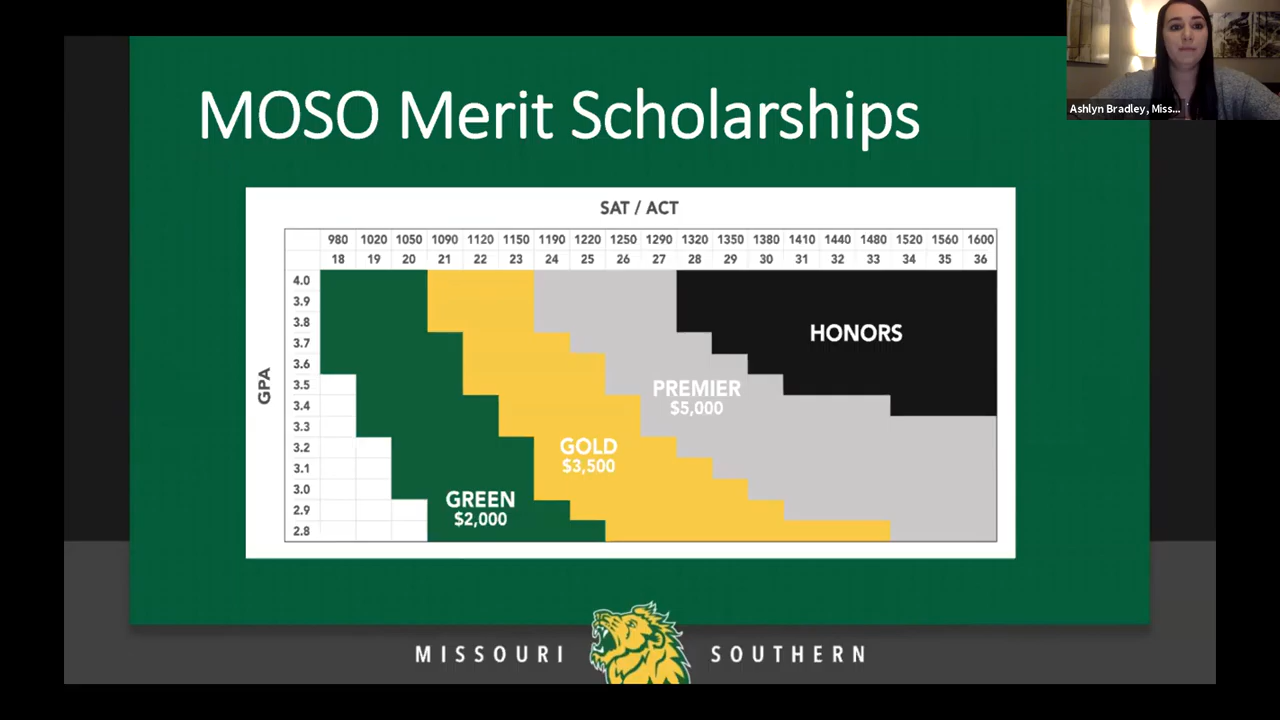 MOSO Merit Scholarships
Ashlyn Bradley, Miss...
SAT / ACT
980 1020 1050 1090 1120 1150 1190 1220 1250 1290 1320 1350 1380 1410 1440 1480 1520 1560 1600
18 19 20 21 22 23 24 25 26 27 28 29 30 31 32 33 34 35 36
GPA
4.0
3.9
3.8
3.7
3.6
3.5
3.4
3.3
3.2
3.1
3.0
2.9
2.8
HONORS
PREMIER
$5,000
GOLD
$3,500
GREEN
$2,000
MISSOURI SOUTHERN